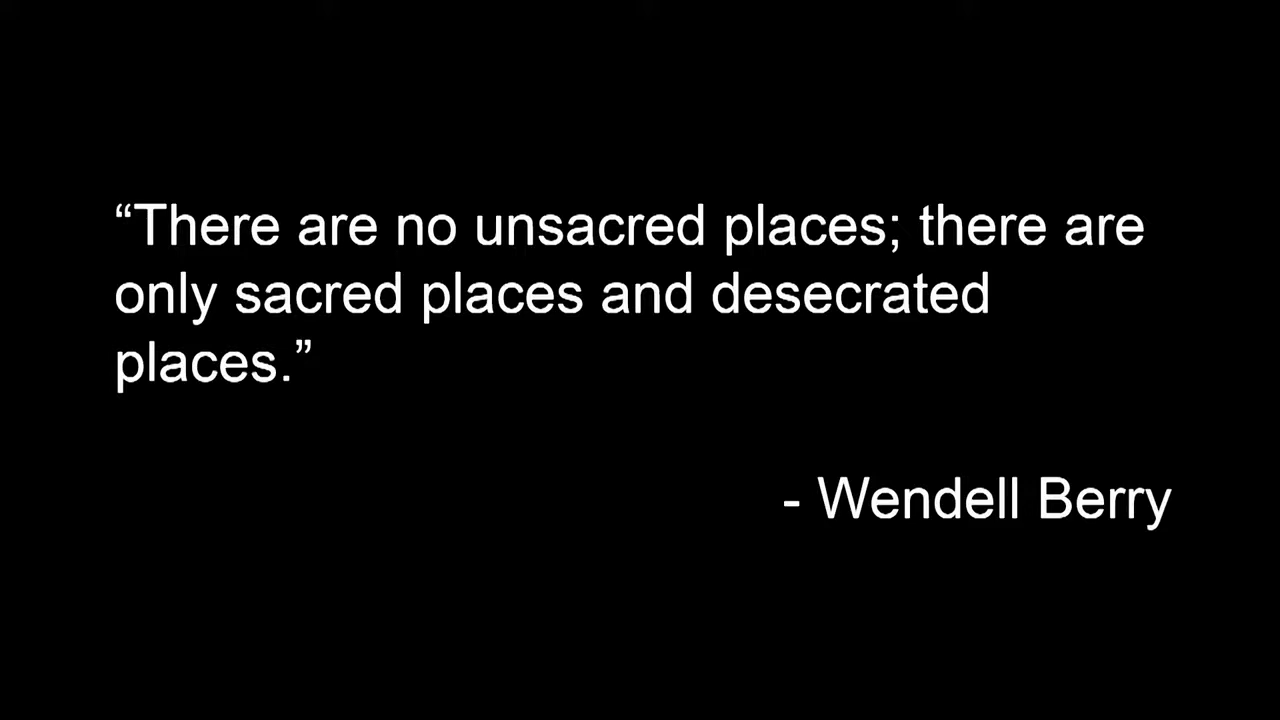 “There are no unsacred places; there are
only sacred places and desecrated
places.”
- Wendell Berry